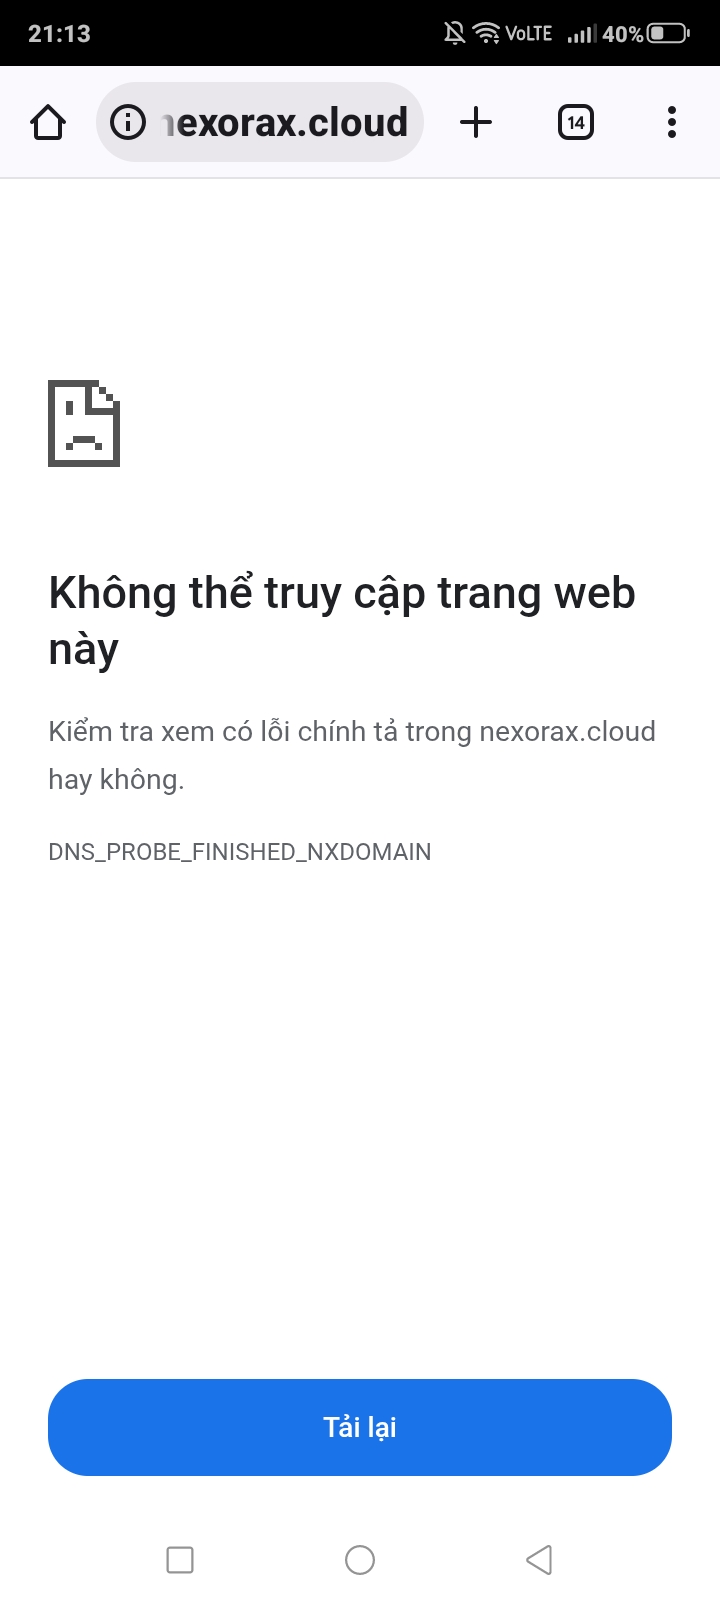 21:13 VoLTE 40%
nexorax.cloud 14
Không thể truy cập trang web
này
Kiểm tra xem có lỗi chính tả trong nexorax.cloud
hay không.
DNS_PROBE_FINISHED_NXDOMAIN
Tải lại